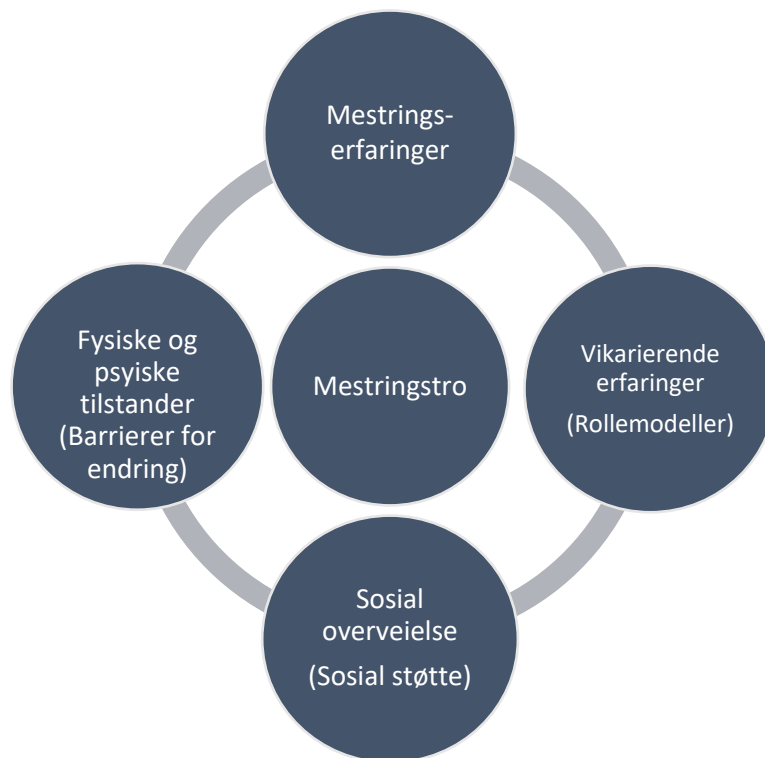 Mestrings-
erfaringer
Fysiske og
psyiske
tilstander
(Barrierer for
endring)
Mestringstro
Vikarierende
erfaringer
(Rollemodeller)
Sosial
overveielse
(Sosial støtte)